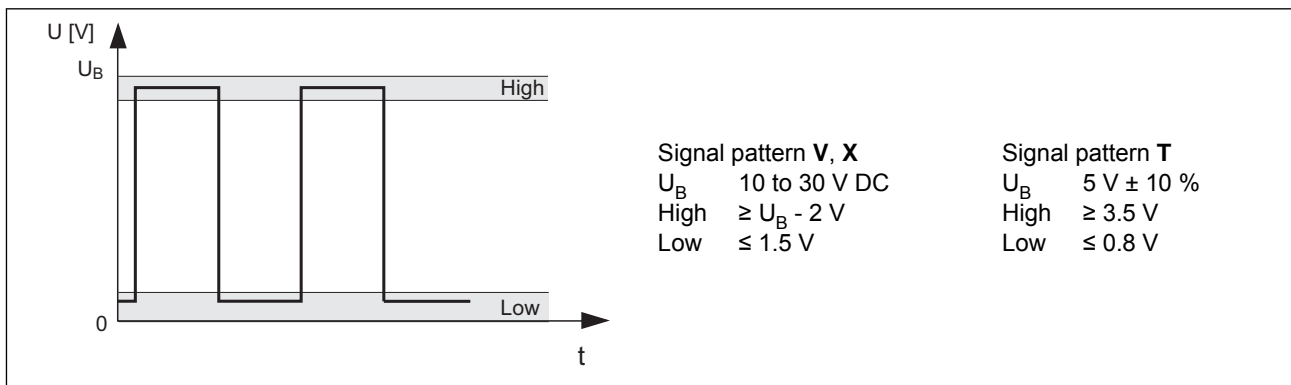 U [V]
U_B
High
Low
0
t
Signal pattern V, X
U_B 10 to 30 V DC
High ≥ U_B - 2 V
Low ≤ 1.5 V
Signal pattern T
U_B 5 V ± 10 %
High ≥ 3.5 V
Low ≤ 0.8 V